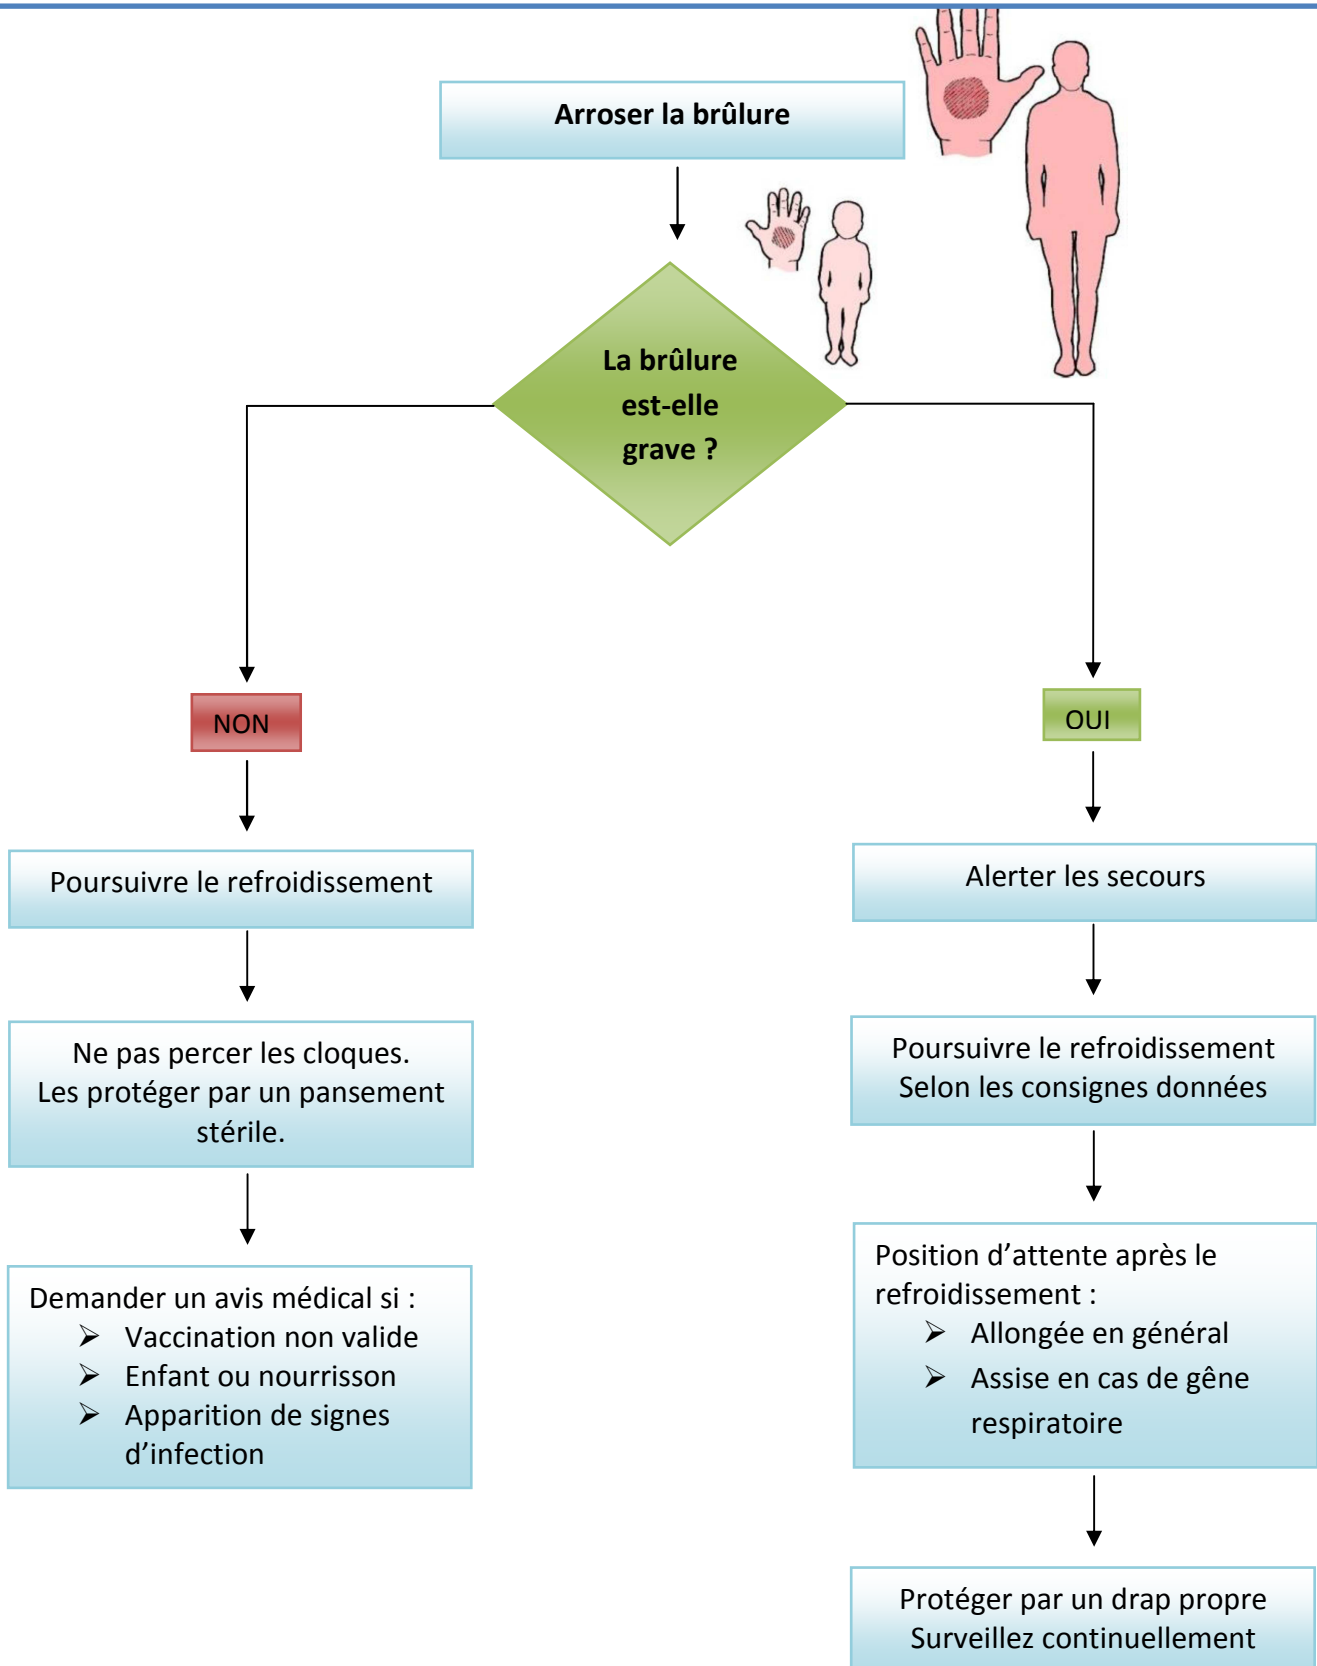 Arroser la brûlure
La brûlure
est-elle
grave ?
NON
Poursuivre le refroidissement
Ne pas percer les cloques.
Les protéger par un pansement
stérile.
Demander un avis médical si :
➢ Vaccination non valide
➢ Enfant ou nourrisson
➢ Apparition de signes
d’infection
OUI
Alerter les secours
Poursuivre le refroidissement
Selon les consignes données
Position d’attente après le
refroidissement :
➢ Allongée en général
➢ Assise en cas de gêne
respiratoire
Protéger par un drap propre
Surveillez continuellement